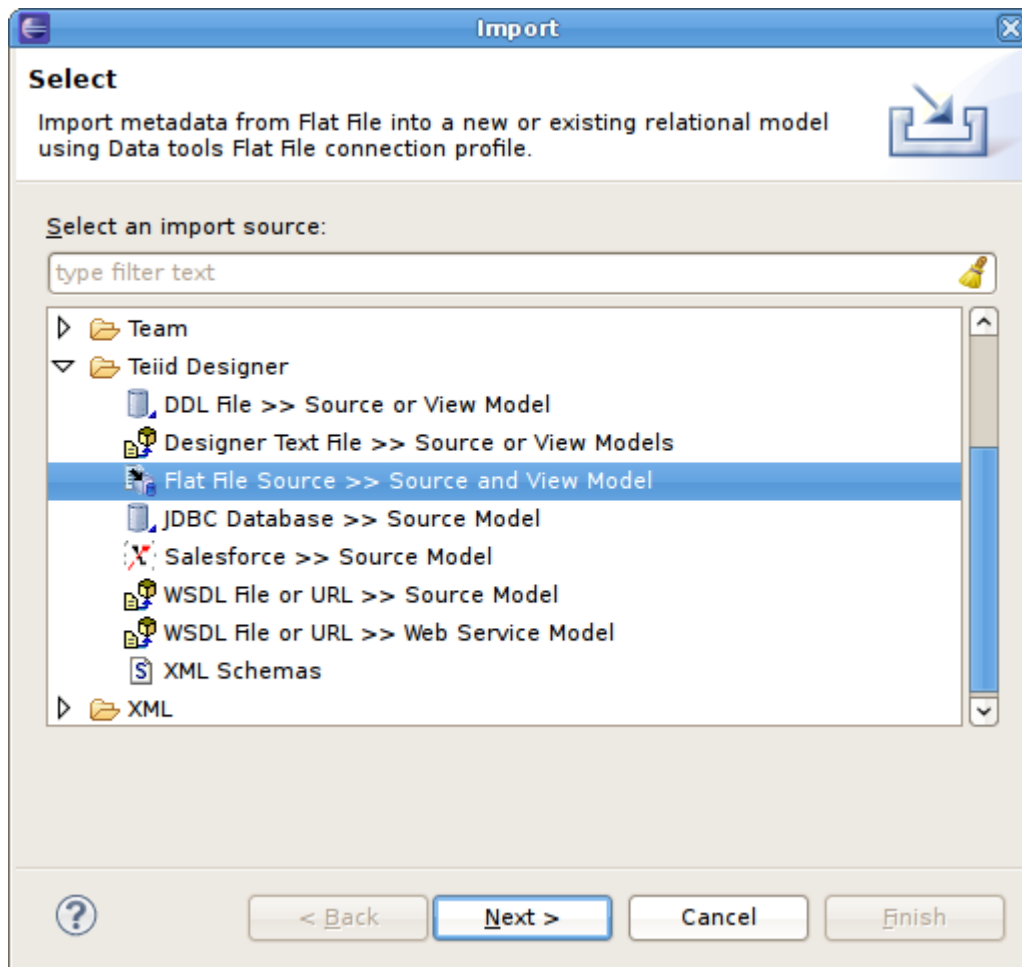 Import
Select
Import metadata from Flat File into a new or existing relational model
using Data tools Flat File connection profile.
Select an import source:
type filter text
Team
Teiid Designer
DDL File >> Source or View Model
Designer Text File >> Source or View Models
Flat File Source >> Source and View Model
JDBC Database >> Source Model
Salesforce >> Source Model
WSDL File or URL >> Source Model
WSDL File or URL >> Web Service Model
XML Schemas
XML
< Back Next > Cancel Finish